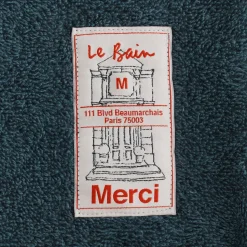 Le Bain
M
111 Blvd Beaumarchais
Paris 75003
Merci